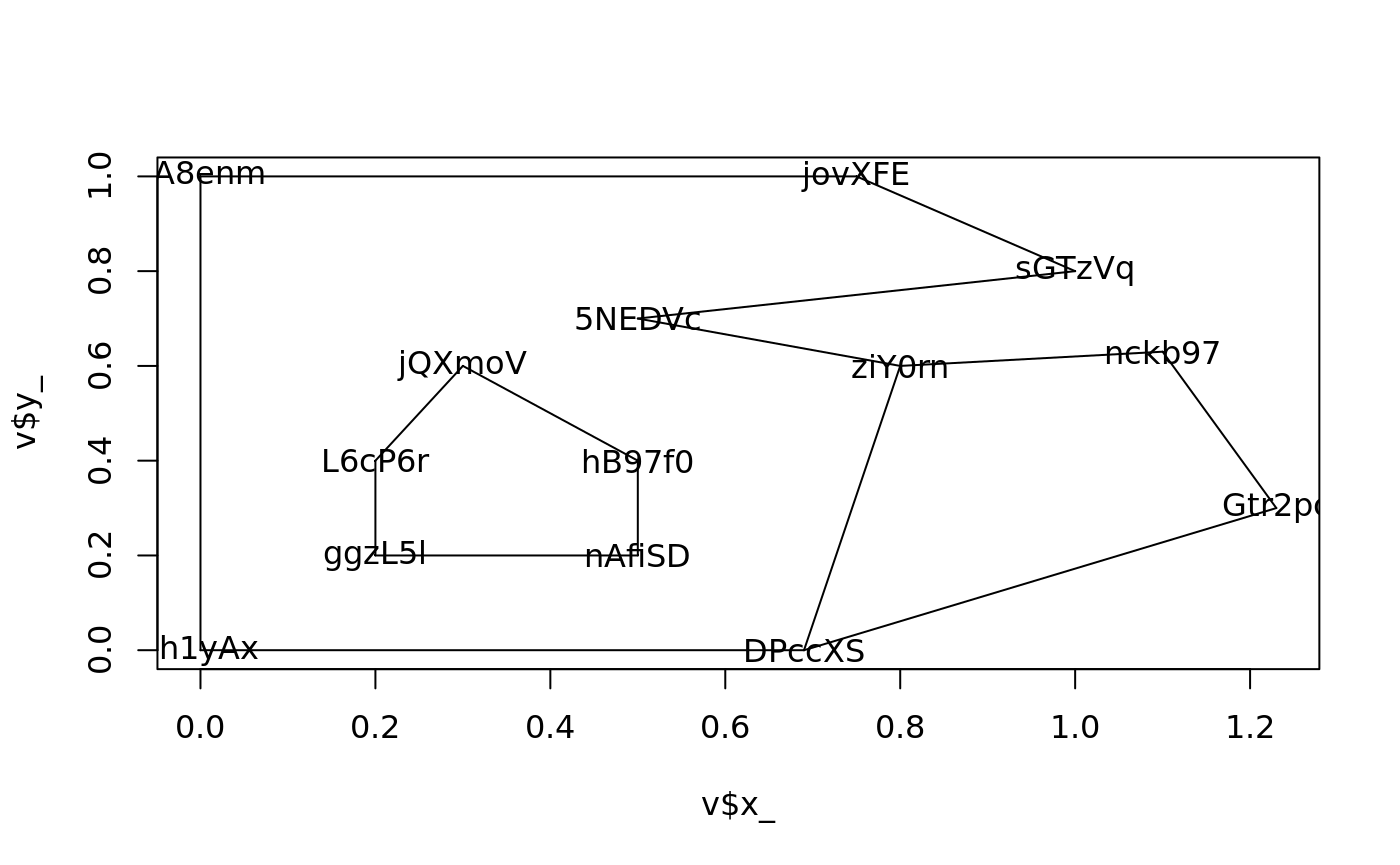 1.0
A8enm
jovXFE
0.8
sGTzVq
5NEDVc
0.6
jQXmoV
ziY0rn
nckb97
v$y_
0.4
L6cP6r
hB97f0
Gtr2po
0.2
ggzL5l
nAfiSD
0.0
h1yAx
DPccXS
0.0 0.2 0.4 0.6 0.8 1.0 1.2
v$x_